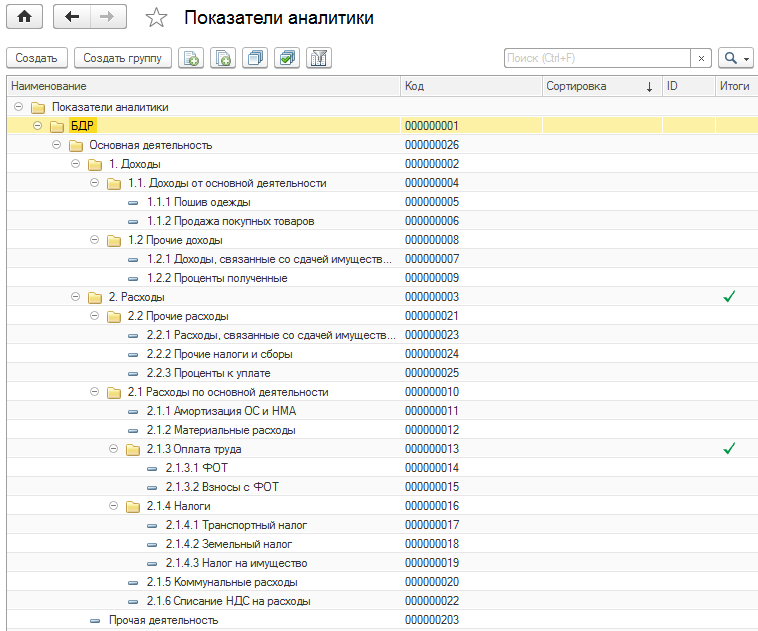 Показатели аналитики
Создать Создать группу Поиск (Ctrl+F) ×
Наименование Код Сортировка ↓ ID Итоги
Показатели аналитики
БДР 000000001
Основная деятельность 000000026
1. Доходы 000000002
1.1. Доходы от основной деятельности 000000004
1.1.1 Пошив одежды 000000005
1.1.2 Продажа покупных товаров 000000006
1.2 Прочие доходы 000000008
1.2.1 Доходы, связанные со сдачей имуществ... 000000007
1.2.2 Проценты полученные 000000009
2. Расходы 000000003
2.2 Прочие расходы 000000021
2.2.1 Расходы, связанные со сдачей имуществ... 000000023
2.2.2 Прочие налоги и сборы 000000024
2.2.3 Проценты к уплате 000000025
2.1 Расходы по основной деятельности 000000010
2.1.1 Амортизация ОС и НМА 000000011
2.1.2 Материальные расходы 000000012
2.1.3 Оплата труда 000000013
2.1.3.1 ФОТ 000000014
2.1.3.2 Взносы с ФОТ 000000015
2.1.4 Налоги 000000016
2.1.4.1 Транспортный налог 000000017
2.1.4.2 Земельный налог 000000018
2.1.4.3 Налог на имущество 000000019
2.1.5 Коммунальные расходы 000000020
2.1.6 Списание НДС на расходы 000000022
Прочая деятельность 000000203